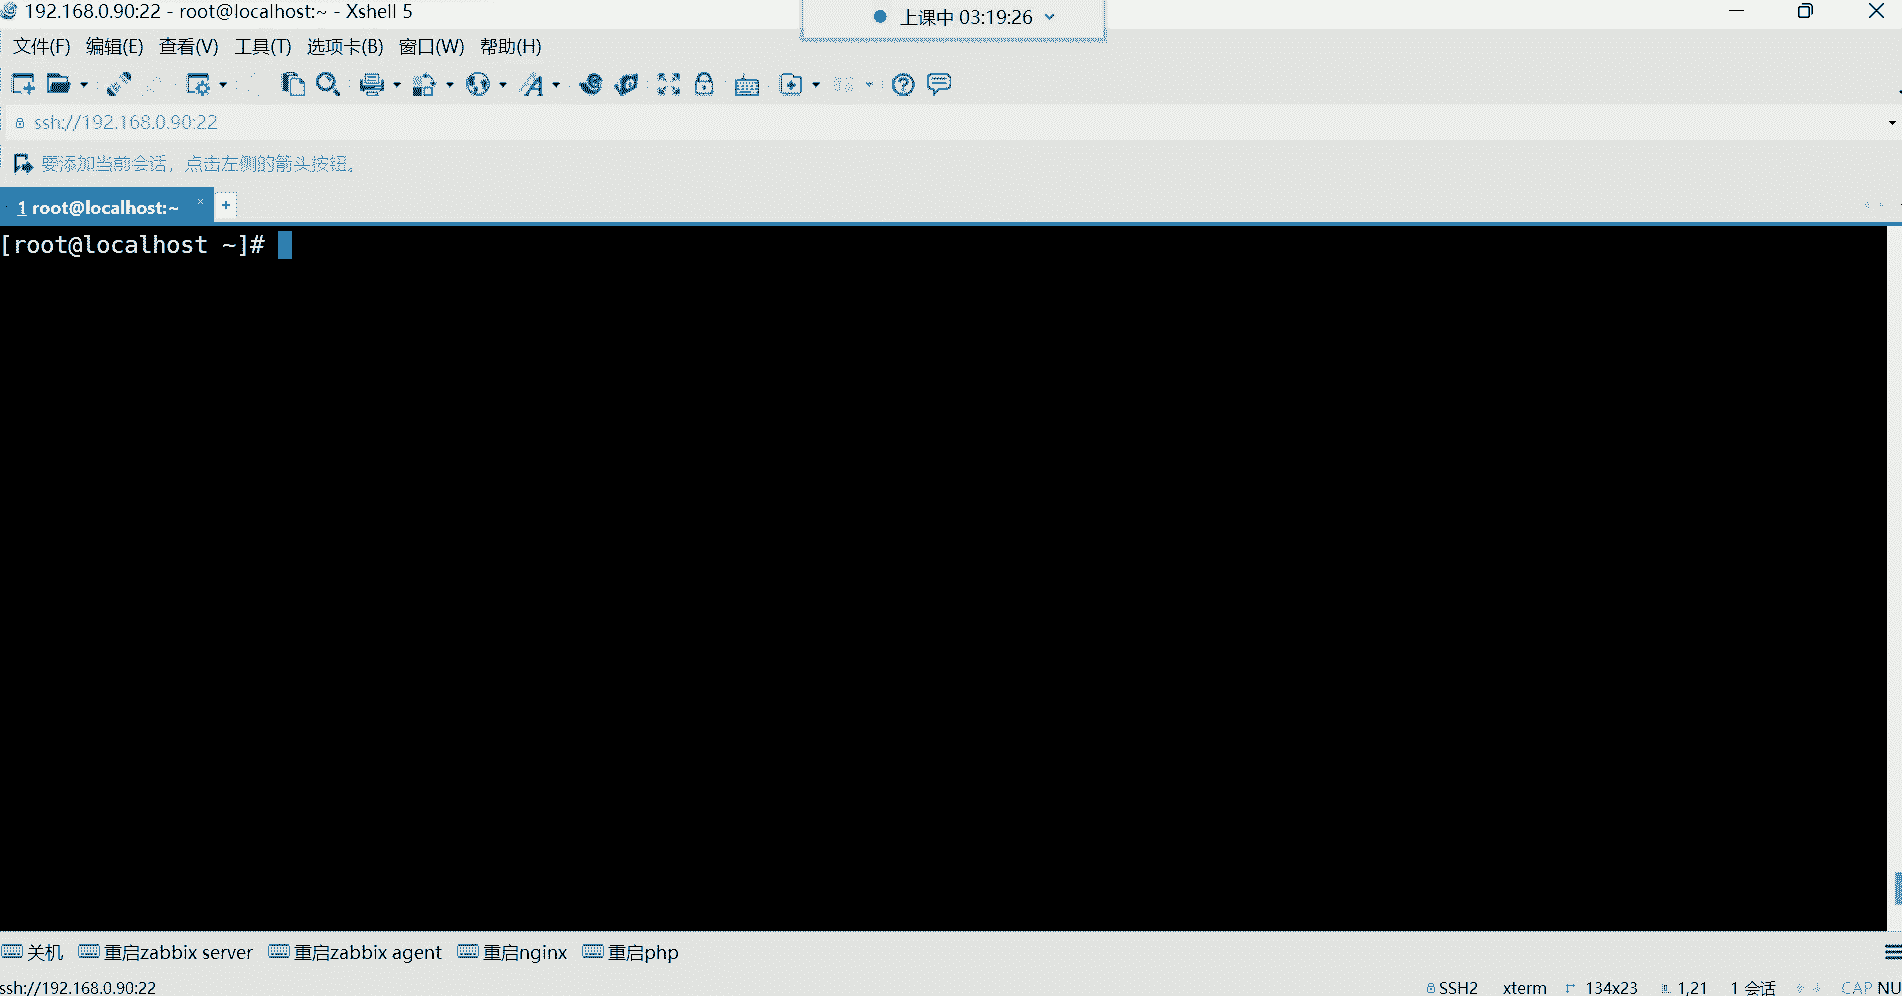 192.168.0.90:22 - root@localhost:~ - Xshell 5
上课中 03:19:26
文件(F) 编辑(E) 查看(V) 工具(T) 选项卡(B) 窗口(W) 帮助(H)
ssh://192.168.0.90:22
要添加当前会话，点击左侧的箭头按钮。
1 root@localhost:~ × +
[root@localhost ~]#
关机 重启zabbix server 重启zabbix agent 重启nginx 重启php
ssh://192.168.0.90:22 SSH2 xterm 134x23 1,21 1 会话 CAP NU